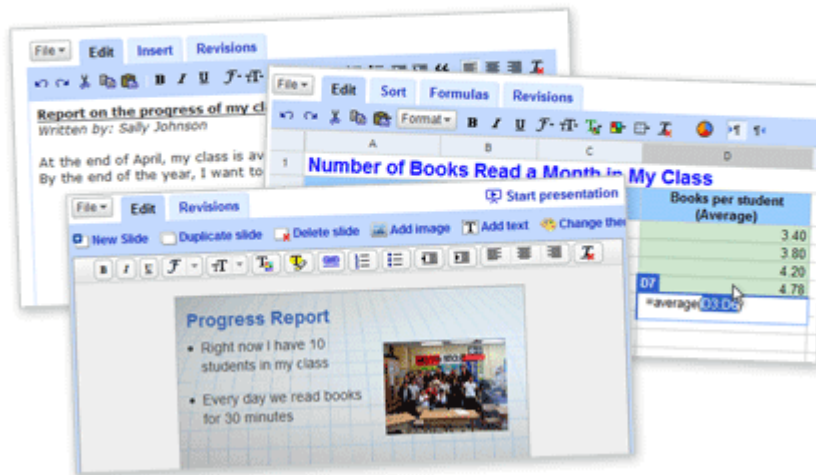 File
Edit Insert Revisions
B I U
Report on the progress of my cl
Written by: Sally Johnson
At the end of April, my class is av
By the end of the year, I want to
File
Edit Sort Formulas Revisions
Format B I U
A B C D
1 Number of Books Read a Month in My Class
Books per student
(Average)
3.40
3.80
4.20
4.78
D7
=average(D3:D6
File
Edit Revisions
Start presentation
New Slide Duplicate slide Delete slide Add image Add text Change the
B I U
Progress Report
• Right now I have 10
students in my class
• Every day we read books
for 30 minutes